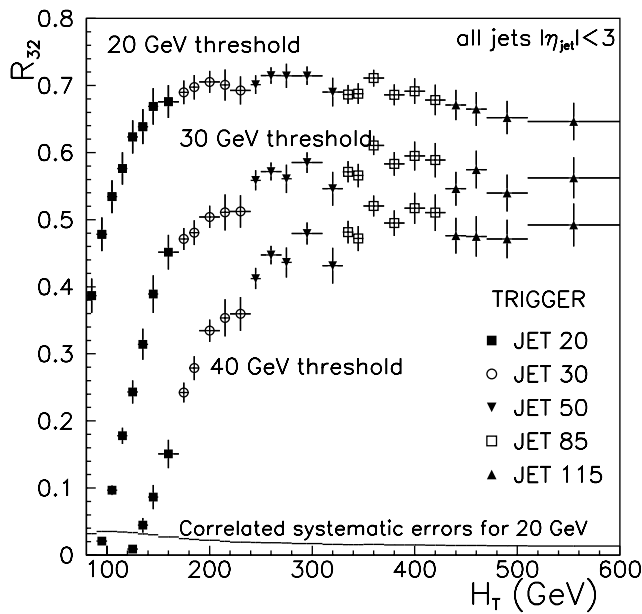 R₃₂
0.8
0.7
0.6
0.5
0.4
0.3
0.2
0.1
0
20 GeV threshold
all jets |η_jet|<3
30 GeV threshold
40 GeV threshold
TRIGGER
JET 20
JET 30
JET 50
JET 85
JET 115
Correlated systematic errors for 20 GeV
100 200 300 400 500 600
H_T (GeV)